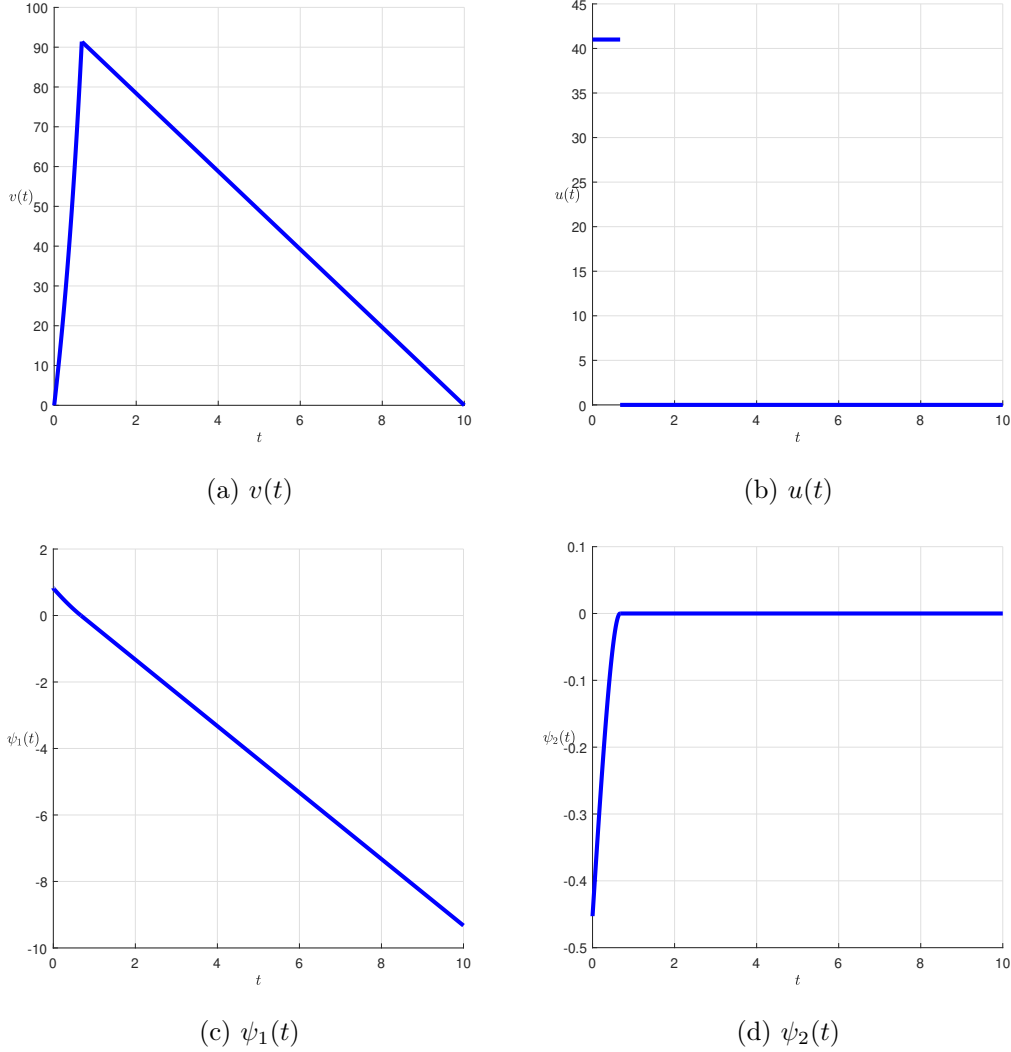 100
90
80
70
60
v(t)
50
40
30
20
10
0
0 2 4 6 8 10
t
(a) v(t)
45
40
35
30
25
u(t)
20
15
10
5
0
0 2 4 6 8 10
t
(b) u(t)
2
0
-2
ψ₁(t)
-4
-6
-8
-10
0 2 4 6 8 10
t
(c) ψ₁(t)
0.1
0
-0.1
ψ₂(t)
-0.2
-0.3
-0.4
-0.5
0 2 4 6 8 10
t
(d) ψ₂(t)